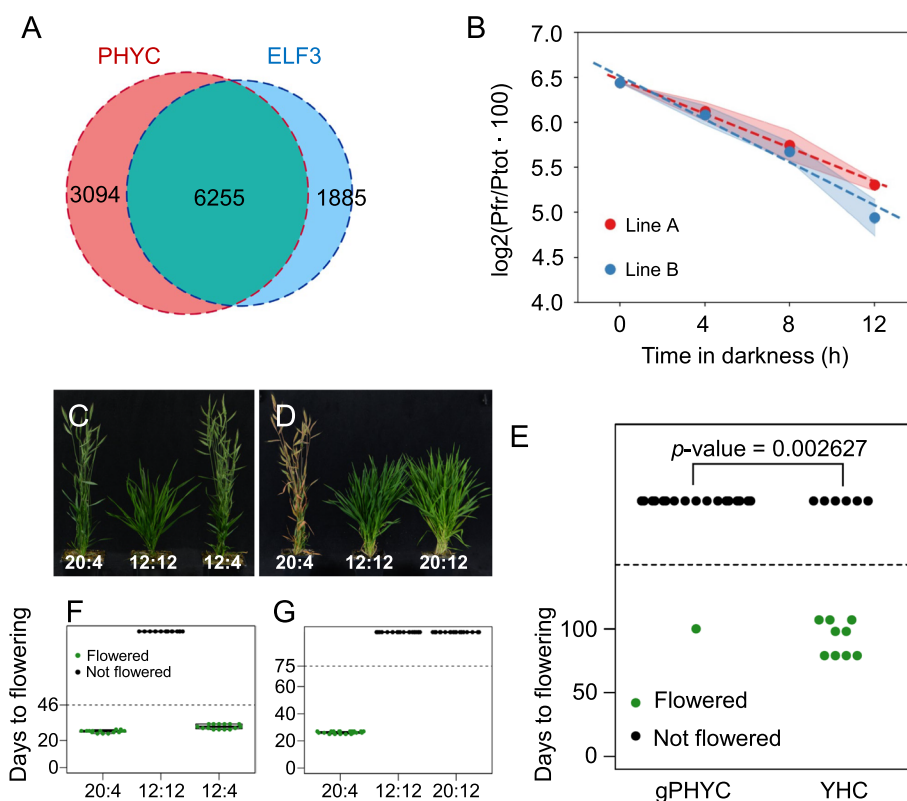 A
PHYC
ELF3
3094
6255
1885
B
log2(Pfr/Ptot · 100)
7.0
6.5
6.0
5.5
5.0
4.5
4.0
Line A
Line B
0
4
8
12
Time in darkness (h)
C
20:4
12:12
12:4
D
20:4
12:12
20:12
E
p-value = 0.002627
100
50
0
Flowered
Not flowered
gPHYC
YHC
Days to flowering
F
Flowered
Not flowered
46
20
0
20:4
12:12
12:4
G
75
60
40
20
0
20:4
12:12
20:12
Days to flowering